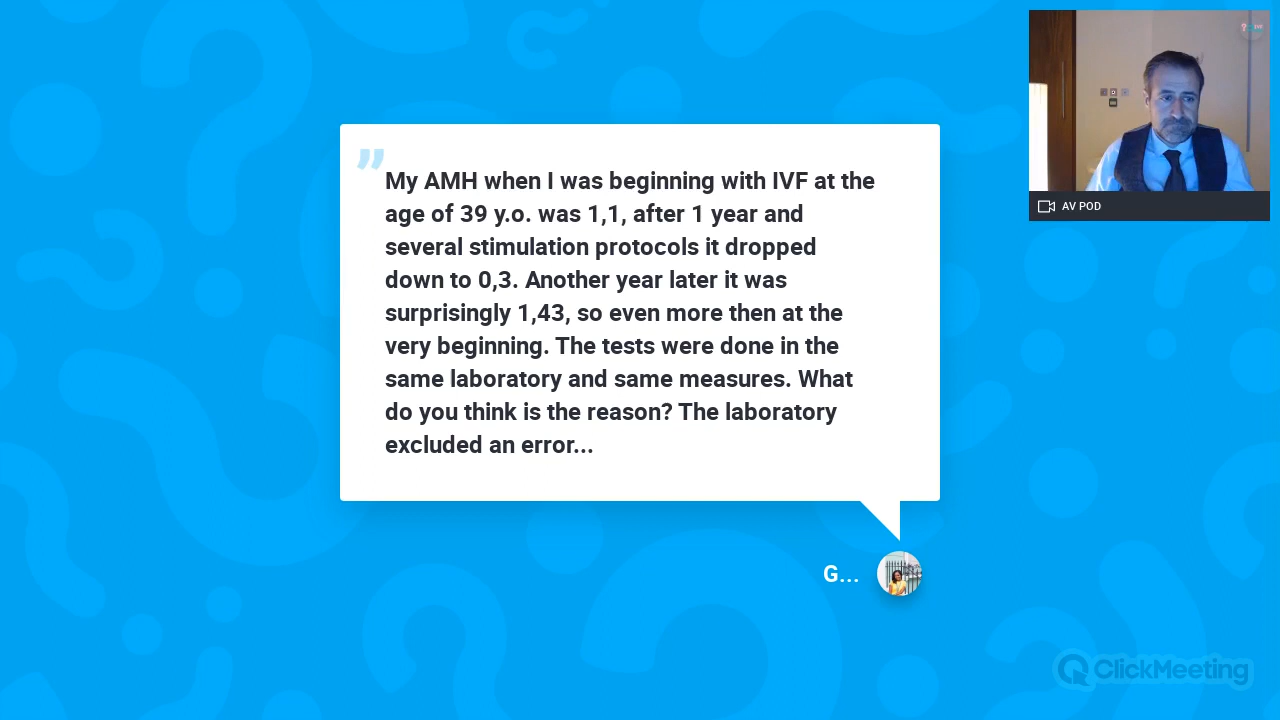 ”
My AMH when I was beginning with IVF at the
age of 39 y.o. was 1,1, after 1 year and
several stimulation protocols it dropped
down to 0,3. Another year later it was
surprisingly 1,43, so even more then at the
very beginning. The tests were done in the
same laboratory and same measures. What
do you think is the reason? The laboratory
excluded an error...
G...
AV POD
ClickMeeting